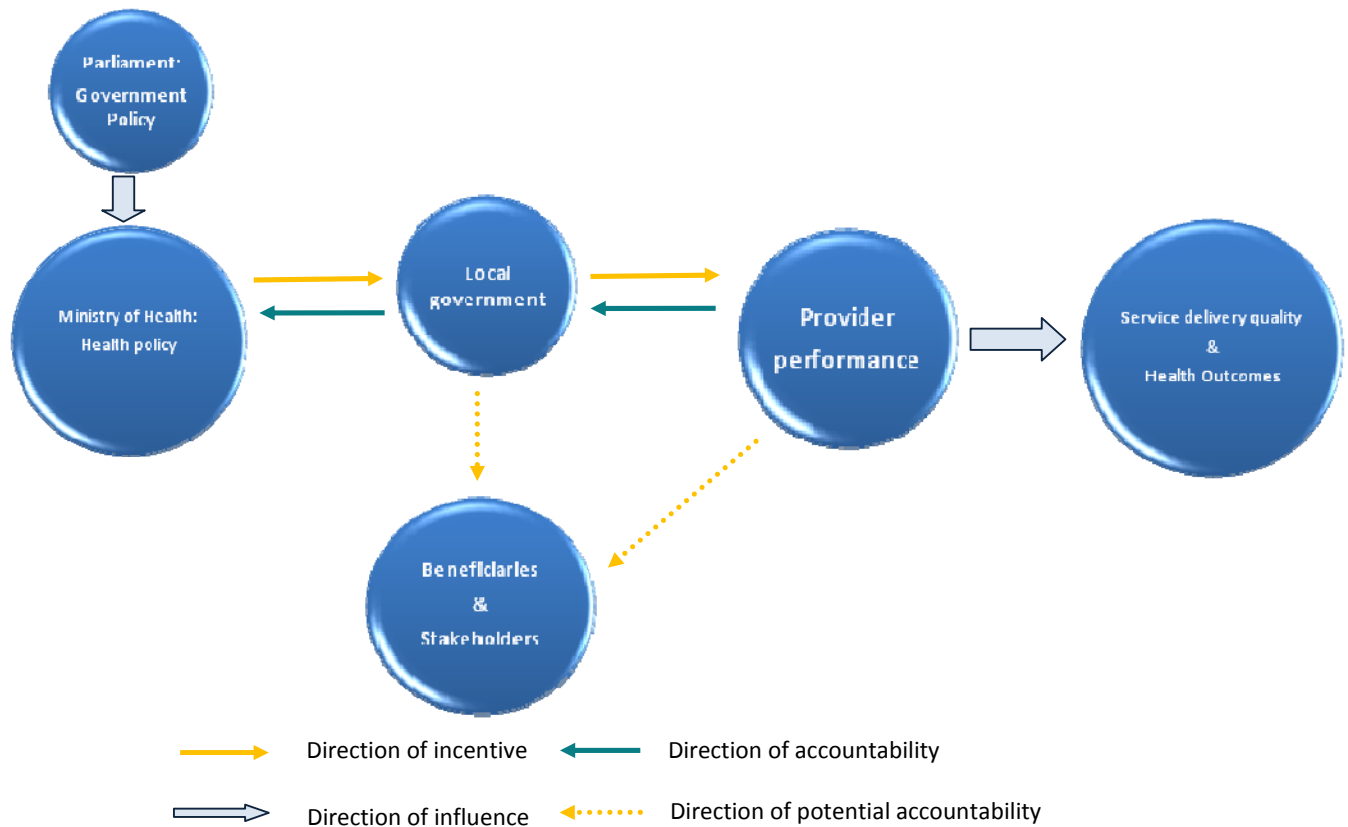 Parliament:
Government
Policy
Ministry of Health:
Health policy
Local
government
Provider
performance
Service delivery quality
&
Health Outcomes
Beneficiaries
&
Stakeholders
Direction of incentive
Direction of accountability
Direction of influence
Direction of potential accountability